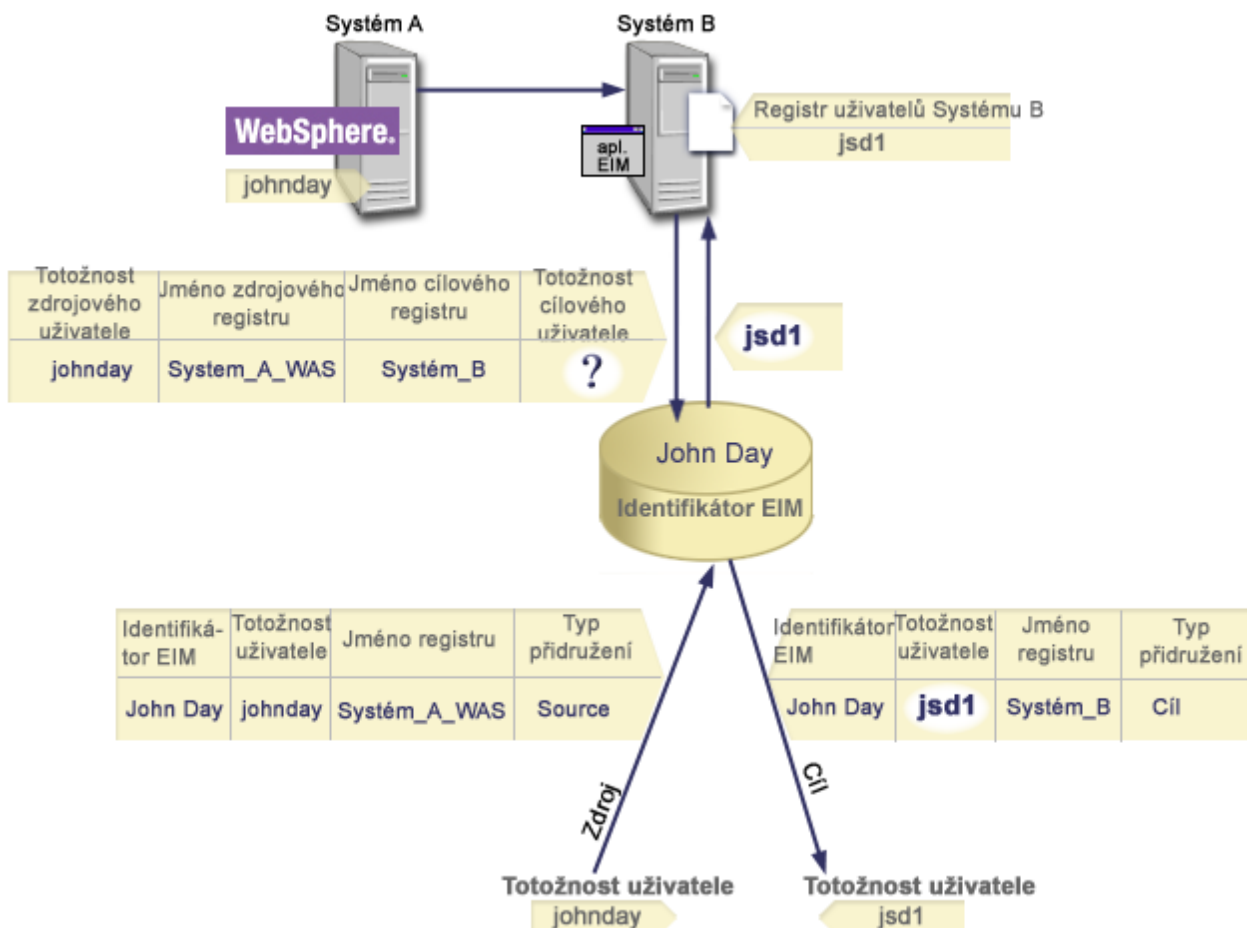 Systém A
Systém B
WebSphere.
johnday
apl.
EIM
Registr uživatelů Systému B
jsd1
Totožnost
zdrojového
uživatele
Jméno zdrojového
registru
Jméno cílového
registru
Totožnost
cílového
uživatele
johnday
System_A_WAS
Systém_B
?
jsd1
John Day
Identifikátor EIM
Identifiká-
tor EIM
Totožnost
uživatele
Jméno registru
Typ
přidružení
John Day
johnday
Systém_A_WAS
Source
Identifikátor
EIM
Totožnost
uživatele
Jméno
registru
Typ
přidružení
John Day
jsd1
Systém_B
Cíl
Zdroj
Cíl
Totožnost uživatele
johnday
Totožnost uživatele
jsd1